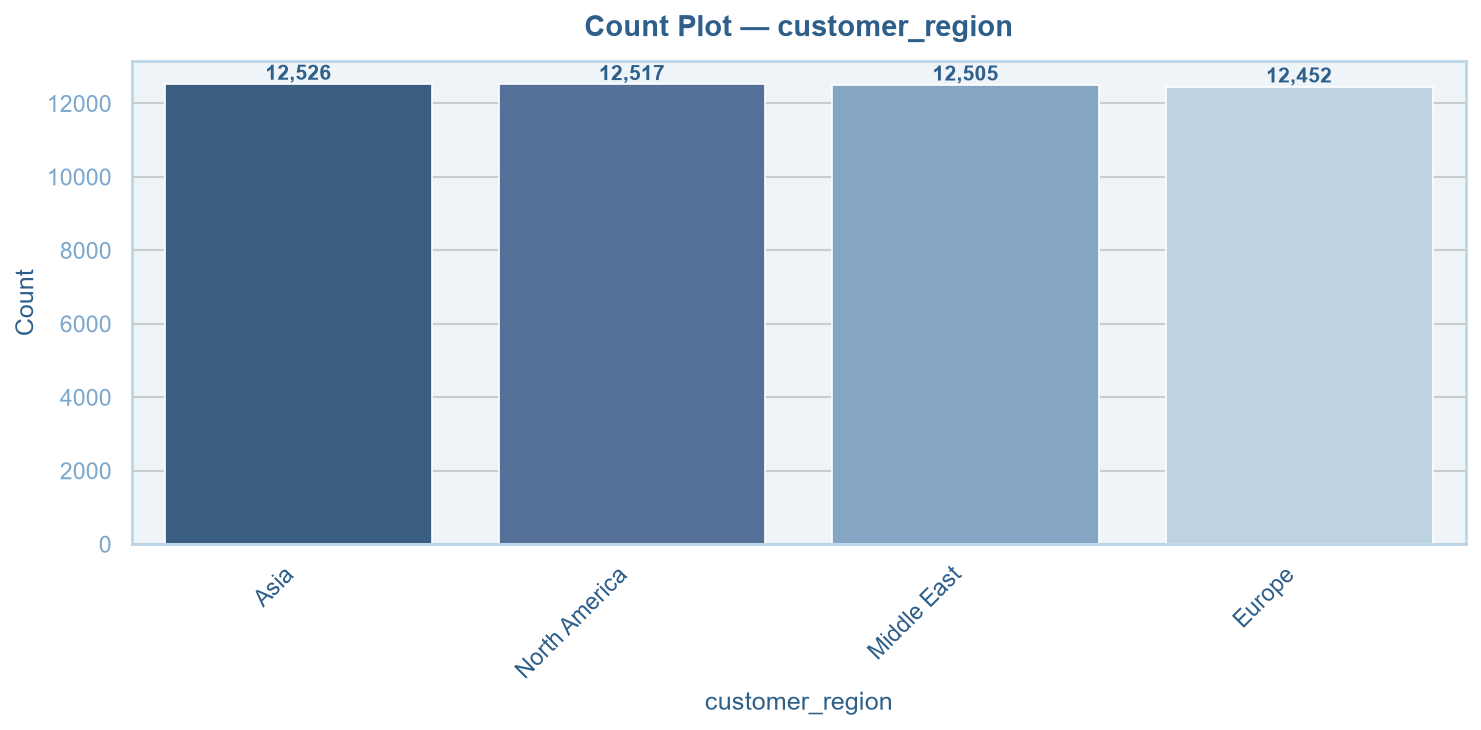 Count Plot — customer_region
12,526
12,517
12,505
12,452
12000
10000
8000
6000
4000
2000
0
Count
Asia
North America
Middle East
Europe
customer_region